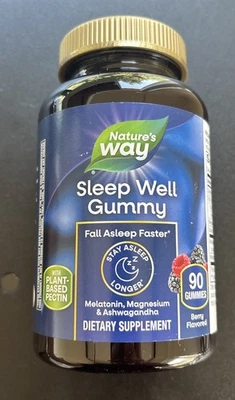 Nature's
way
Sleep Well
Gummy
Fall Asleep Faster*
STAY ASLEEP
LONGER*
WITH
PLANT-
BASED
PECTIN
90
GUMMIES
Berry
Flavored
Melatonin, Magnesium
& Ashwagandha
DIETARY SUPPLEMENT